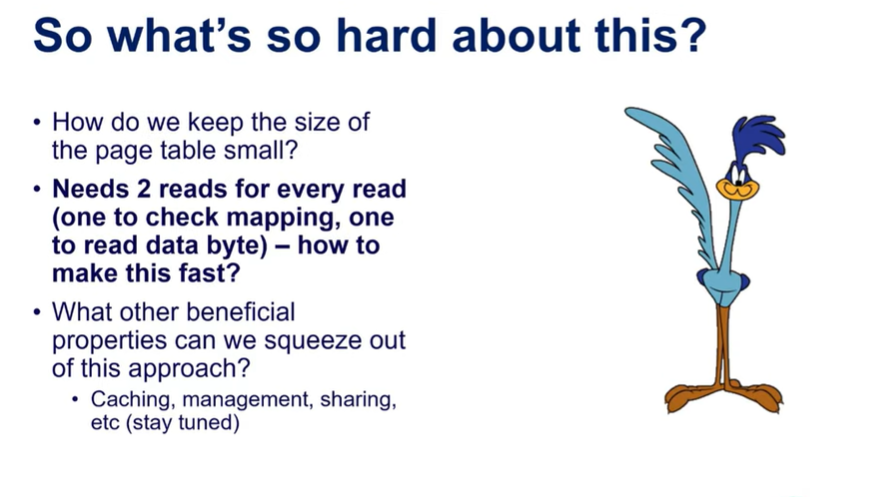 So what's so hard about this?
• How do we keep the size of
the page table small?
• Needs 2 reads for every read
(one to check mapping, one
to read data byte) – how to
make this fast?
• What other beneficial
properties can we squeeze out
of this approach?
• Caching, management, sharing,
etc (stay tuned)